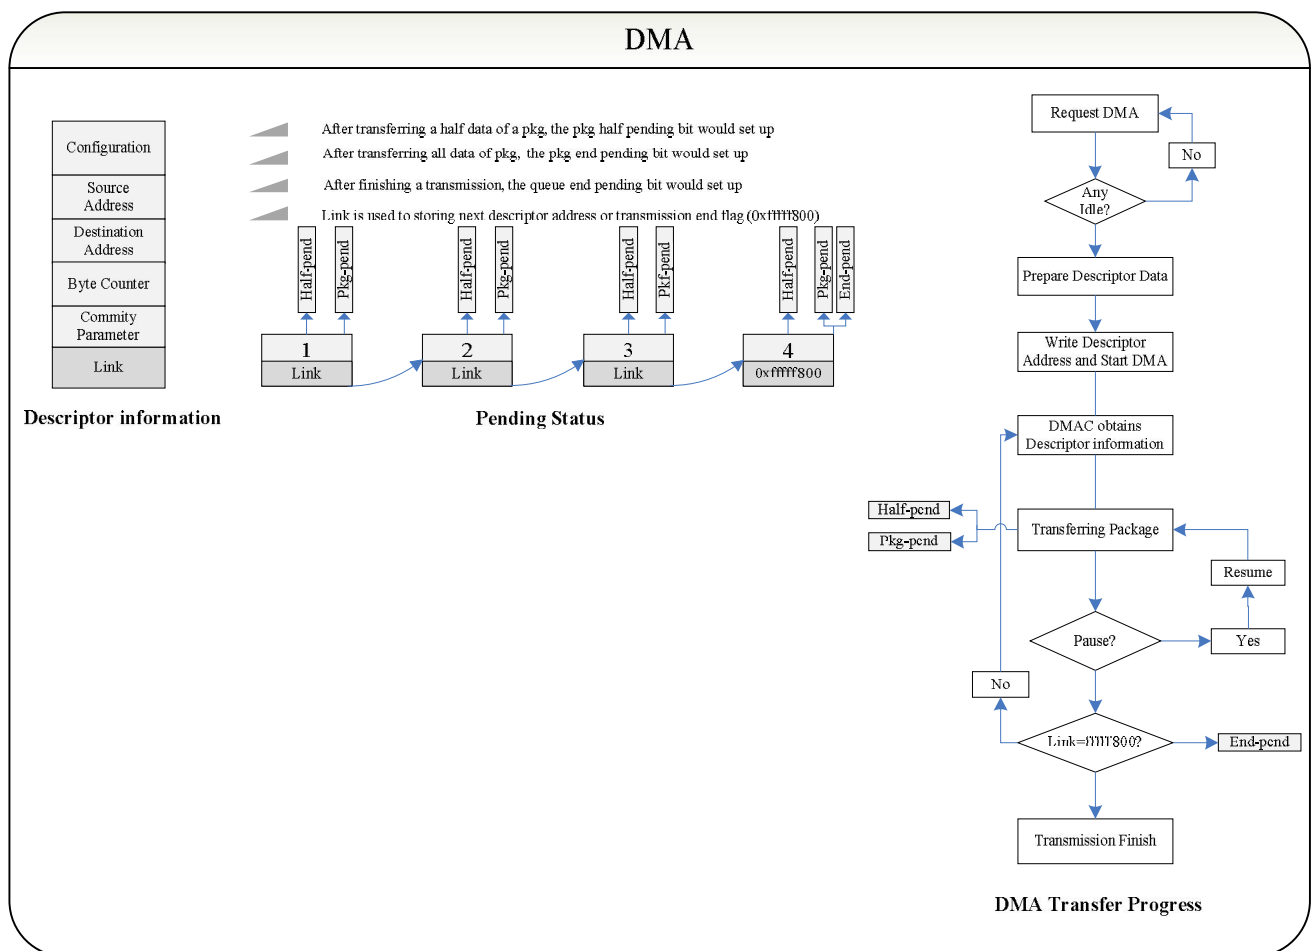 DMA
Configuration
Source
Address
Destination
Address
Byte Counter
Commity
Parameter
Link
Descriptor information
After transferring a half data of a pkg, the pkg half pending bit would set up
After transferring all data of pkg, the pkg end pending bit would set up
After finishing a transmission, the queue end pending bit would set up
Link is used to storing next descriptor address or transmission end flag (0xfffff800)
Half-pend
Pkg-pend
Half-pend
Pkg-pend
Half-pend
Pkf-pend
Half-pend
Pkg-pend
End-pend
1
Link
2
Link
3
Link
4
0xfffff800
Pending Status
Request DMA
No
Any
Idle?
Prepare Descriptor Data
Write Descriptor
Address and Start DMA
DMAC obtains
Descriptor information
Half-pend
Pkg-pend
Transferring Package
Resume
Pause?
Yes
No
Link=fffff800?
End-pend
Transmission Finish
DMA Transfer Progress